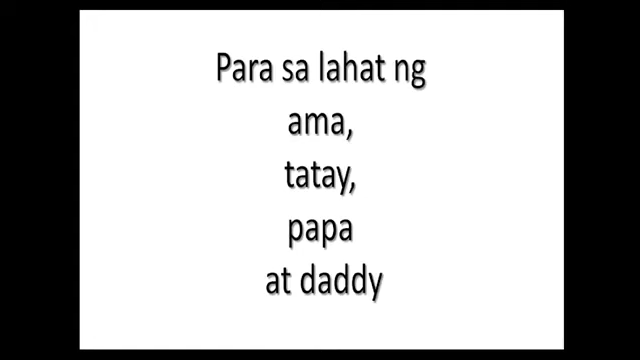 Para sa lahat ng
ama,
tatay,
papa
at daddy